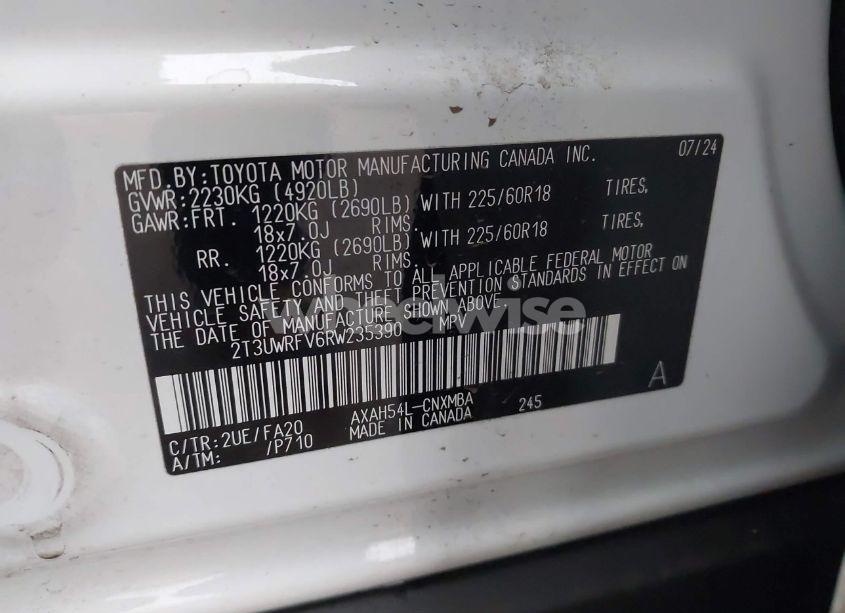 MFD.BY:TOYOTA MOTOR MANUFACTURING CANADA INC. 07/24
GVWR:2230KG (4920LB)
GAWR:FRT. 1220KG (2690LB) WITH 225/60R18 TIRES,
18x7.0J RIMS.
RR. 1220KG (2690LB) WITH 225/60R18 TIRES,
18x7.0J RIMS.
THIS VEHICLE CONFORMS TO ALL APPLICABLE FEDERAL MOTOR
VEHICLE SAFETY AND THEFT PREVENTION STANDARDS IN EFFECT ON
THE DATE OF MANUFACTURE SHOWN ABOVE.
2T3UWRFV6RW235390 MPV
wheelwise
A
C/TR:2UE/FA20 AXAH54L-CNXMBA 245
A/TM: /P710 MADE IN CANADA